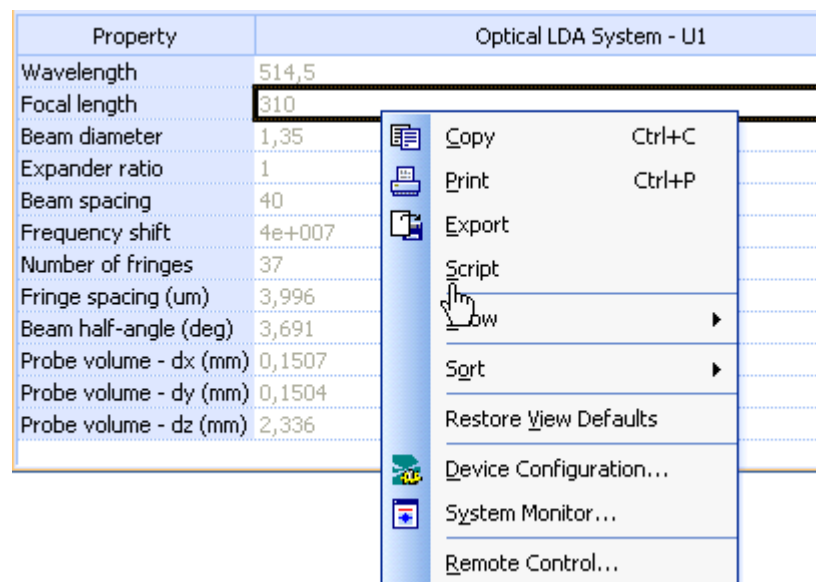 Property Optical LDA System - U1
Wavelength 514,5
Focal length 310
Beam diameter 1,35
Expander ratio 1
Beam spacing 40
Frequency shift 4e+007
Number of fringes 37
Fringe spacing (um) 3,996
Beam half-angle (deg) 3,691
Probe volume - dx (mm) 0,1507
Probe volume - dy (mm) 0,1504
Probe volume - dz (mm) 2,336
Copy Ctrl+C
Print Ctrl+P
Export
Script
Sort
Restore View Defaults
Device Configuration...
System Monitor...
Remote Control...